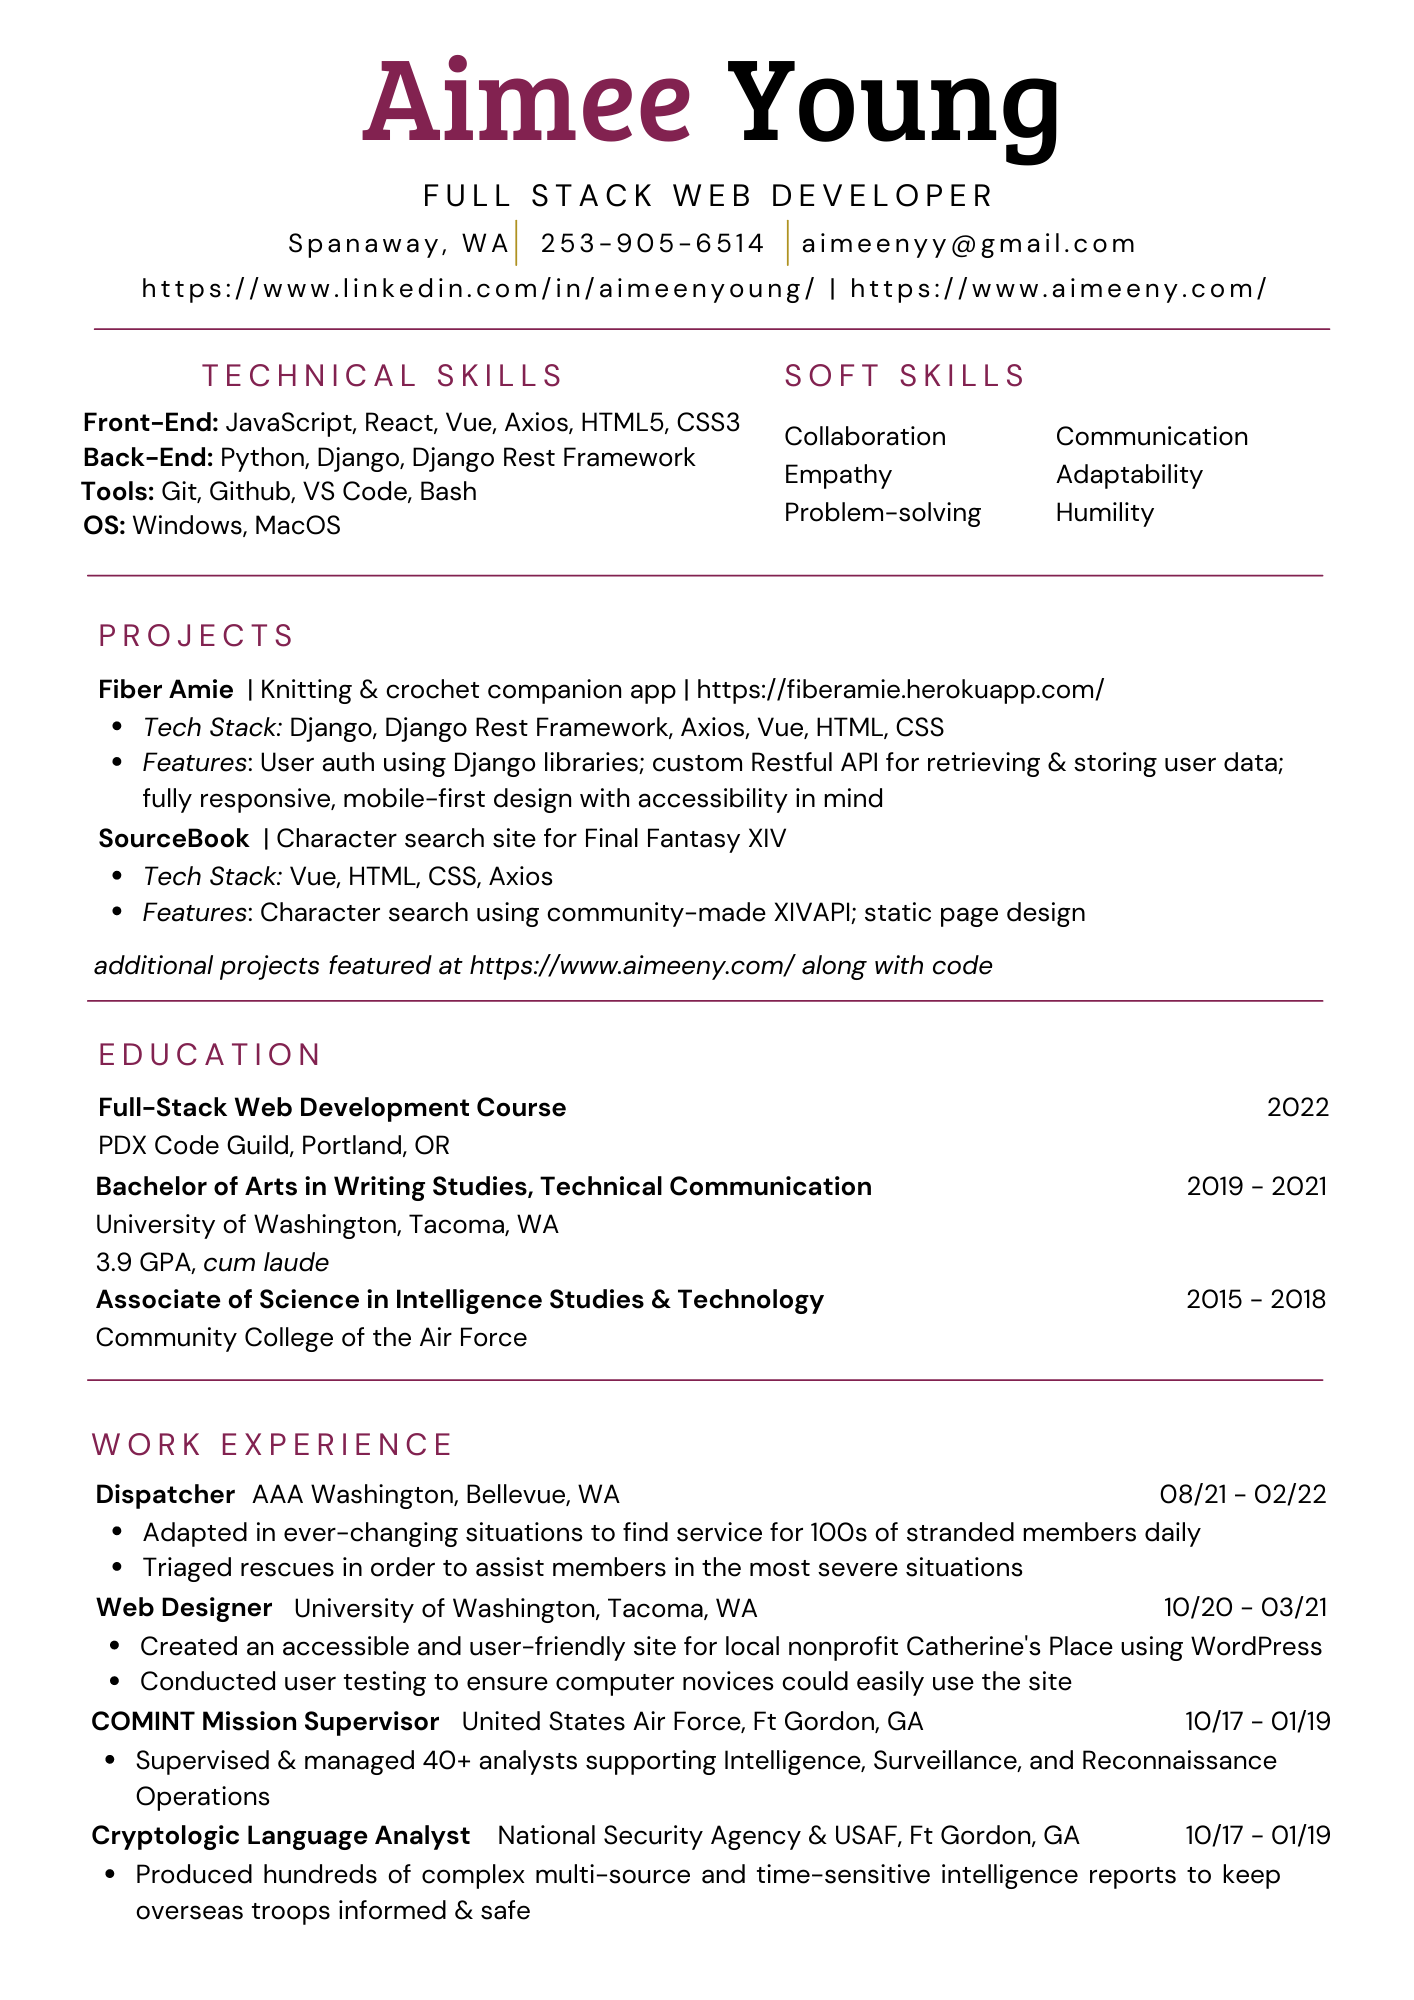 Aimee Young
FULL STACK WEB DEVELOPER
Spanaway, WA | 253-905-6514 | aimeenyy@gmail.com
https://www.linkedin.com/in/aimeenyoung/ | https://www.aimeeny.com/
TECHNICAL SKILLS
Front-End: JavaScript, React, Vue, Axios, HTML5, CSS3
Back-End: Python, Django, Django Rest Framework
Tools: Git, Github, VS Code, Bash
OS: Windows, MacOS
SOFT SKILLS
Collaboration Communication
Empathy Adaptability
Problem-solving Humility
PROJECTS
Fiber Amie | Knitting & crochet companion app | https://fiberamie.herokuapp.com/
• Tech Stack: Django, Django Rest Framework, Axios, Vue, HTML, CSS
• Features: User auth using Django libraries; custom Restful API for retrieving & storing user data;
fully responsive, mobile-first design with accessibility in mind
SourceBook | Character search site for Final Fantasy XIV
• Tech Stack: Vue, HTML, CSS, Axios
• Features: Character search using community-made XIVAPI; static page design
additional projects featured at https://www.aimeeny.com/ along with code
EDUCATION
Full-Stack Web Development Course 2022
PDX Code Guild, Portland, OR
Bachelor of Arts in Writing Studies, Technical Communication 2019 - 2021
University of Washington, Tacoma, WA
3.9 GPA, cum laude
Associate of Science in Intelligence Studies & Technology 2015 - 2018
Community College of the Air Force
WORK EXPERIENCE
Dispatcher AAA Washington, Bellevue, WA 08/21 - 02/22
• Adapted in ever-changing situations to find service for 100s of stranded members daily
• Triaged rescues in order to assist members in the most severe situations
Web Designer University of Washington, Tacoma, WA 10/20 - 03/21
• Created an accessible and user-friendly site for local nonprofit Catherine's Place using WordPress
• Conducted user testing to ensure computer novices could easily use the site
COMINT Mission Supervisor United States Air Force, Ft Gordon, GA 10/17 - 01/19
• Supervised & managed 40+ analysts supporting Intelligence, Surveillance, and Reconnaissance
Operations
Cryptologic Language Analyst National Security Agency & USAF, Ft Gordon, GA 10/17 - 01/19
• Produced hundreds of complex multi-source and time-sensitive intelligence reports to keep
overseas troops informed & safe